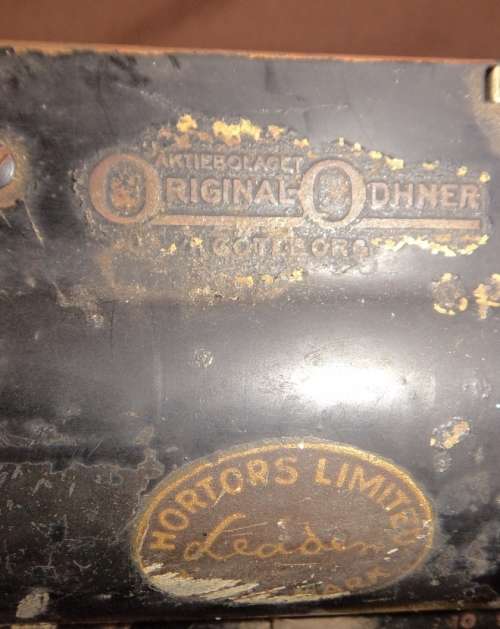 AKTIEBOLAGET
ORIGINAL-ODHNER
GÖTEBORG
HORTORS LIMITED
Leader